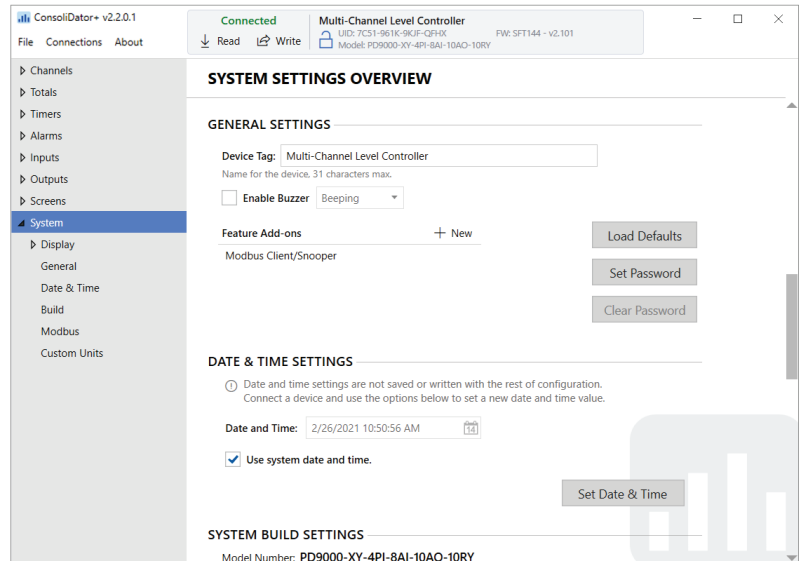 ConsoliDator+ v2.2.0.1
File Connections About
Connected
Read Write
Multi-Channel Level Controller
UID: 7C51-961K-9KJF-QFHX FW: SFT144 - v2.101
Model: PD9000-XY-4PI-8AI-10AO-10RY
Channels
Totals
Timers
Alarms
Inputs
Outputs
Screens
System
Display
General
Date & Time
Build
Modbus
Custom Units
SYSTEM SETTINGS OVERVIEW
GENERAL SETTINGS
Device Tag: Multi-Channel Level Controller
Name for the device, 31 characters max.
Enable Buzzer Beeping
Feature Add-ons + New
Modbus Client/Snooper
Load Defaults
Set Password
Clear Password
DATE & TIME SETTINGS
Date and time settings are not saved or written with the rest of configuration.
Connect a device and use the options below to set a new date and time value.
Date and Time: 2/26/2021 10:50:56 AM 14
Use system date and time.
Set Date & Time
SYSTEM BUILD SETTINGS
Model Number: PD9000-XY-4PI-8AI-10AO-10RY